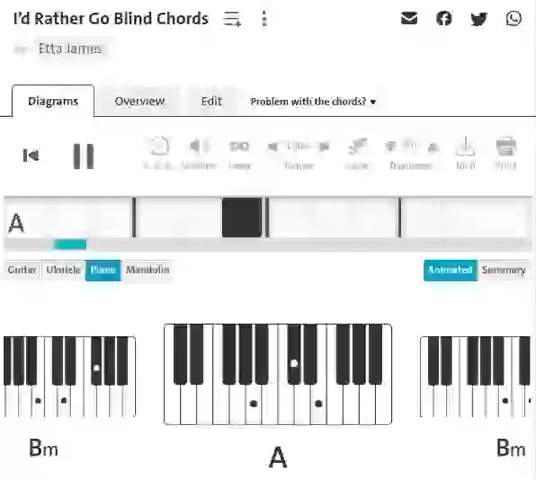 I'd Rather Go Blind Chords
by Etta James
Diagrams Overview Edit Problem with the chords? ▾
A
Guitar Ukulele Piano Mandolin Animated Summary
Bm A Bm